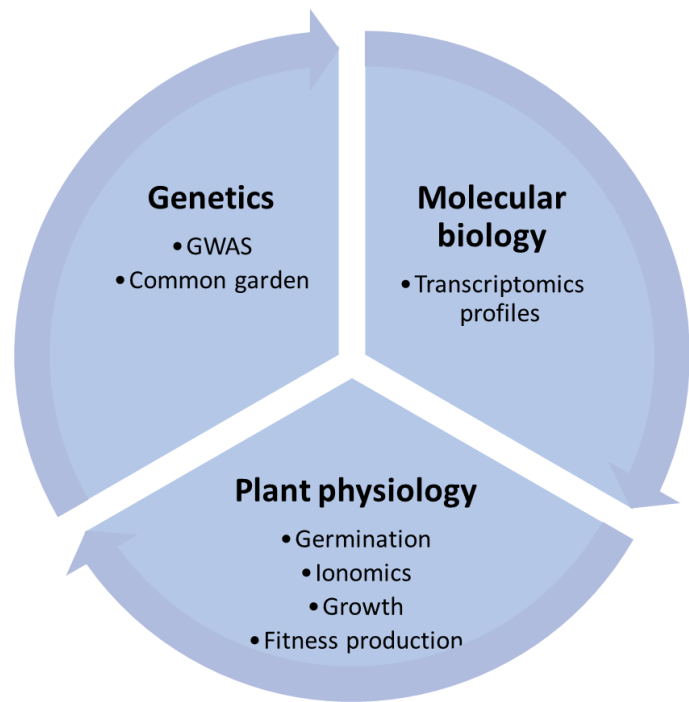 Genetics
•GWAS
•Common garden
Molecular
biology
•Transcriptomics
profiles
Plant physiology
•Germination
•Ionomics
•Growth
•Fitness production